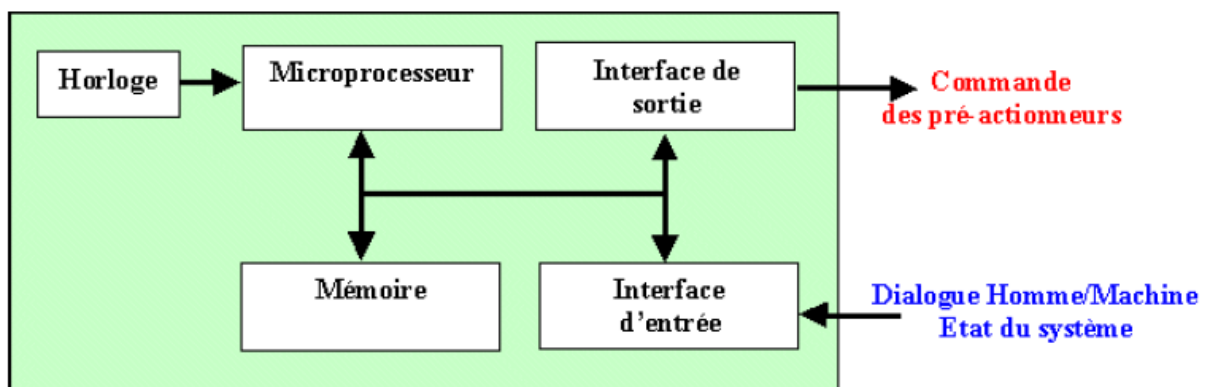 Horloge
Microprocesseur
Interface de
sortie
Commande
des pré-actionneurs
Mémoire
Interface
d'entrée
Dialogue Homme/Machine
Etat du système